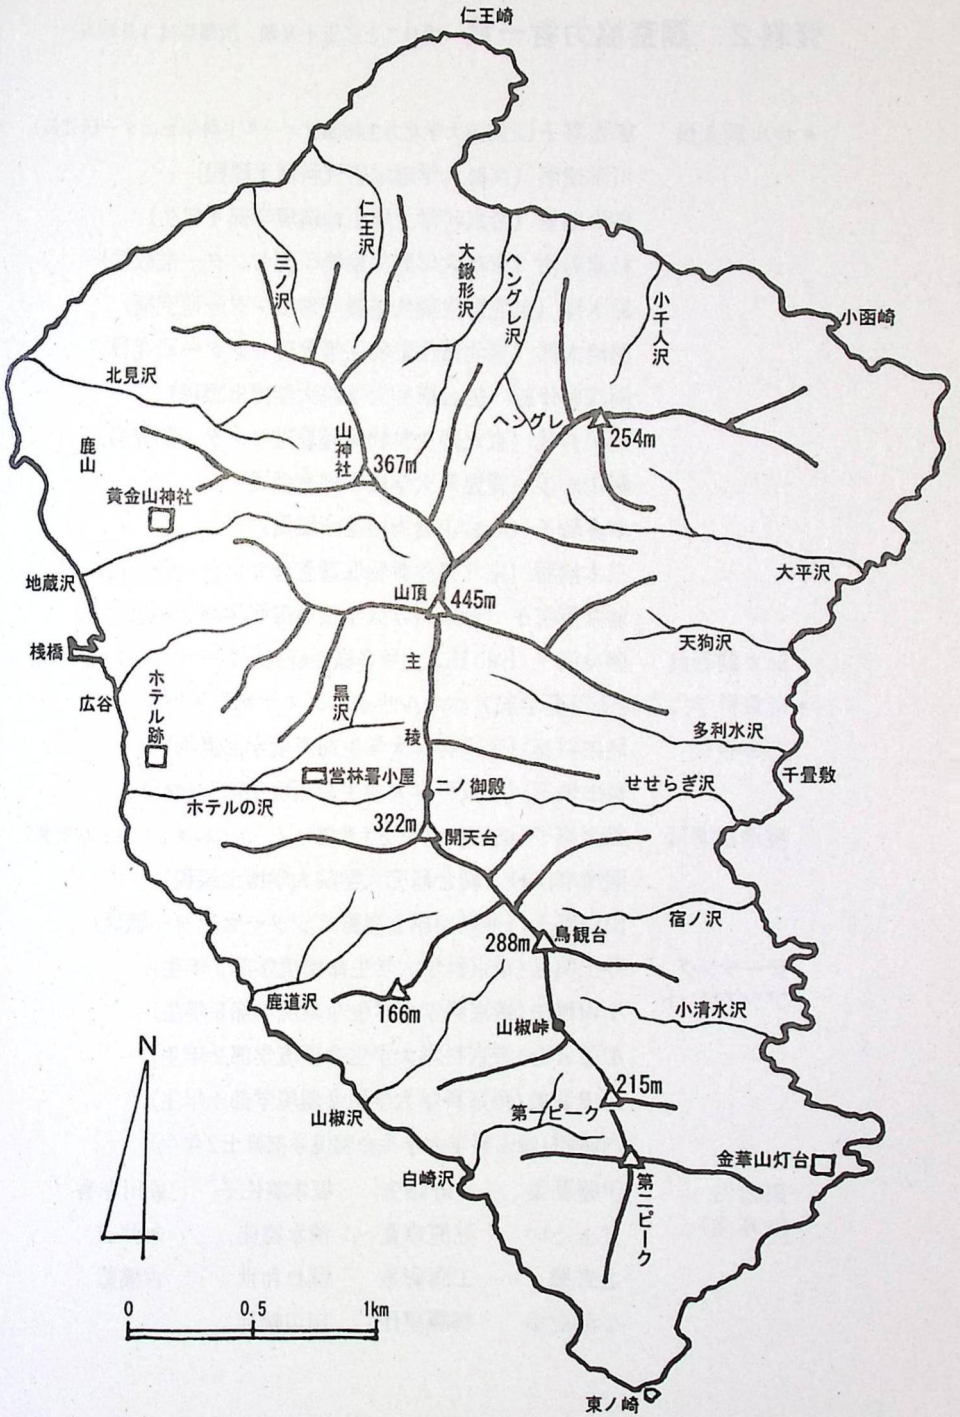 仁王崎
仁王沢
三ノ沢
大鍬形沢
ヘングレ沢
小千人沢
小函崎
北見沢
ヘングレ
254m
鹿山
山神社
367m
黄金山神社
地蔵沢
大平沢
山頂
445m
桟橋
天狗沢
主稜
広谷
ホテル跡
黒沢
多利水沢
営林署小屋
千畳敷
ホテルの沢
二ノ御殿
せせらぎ沢
322m
開天台
宿ノ沢
288m
鳥観台
鹿道沢
166m
小清水沢
山椒峠
N
215m
山椒沢
第一ピーク
金華山灯台
白崎沢
第二ピーク
0 0.5 1km
東ノ崎